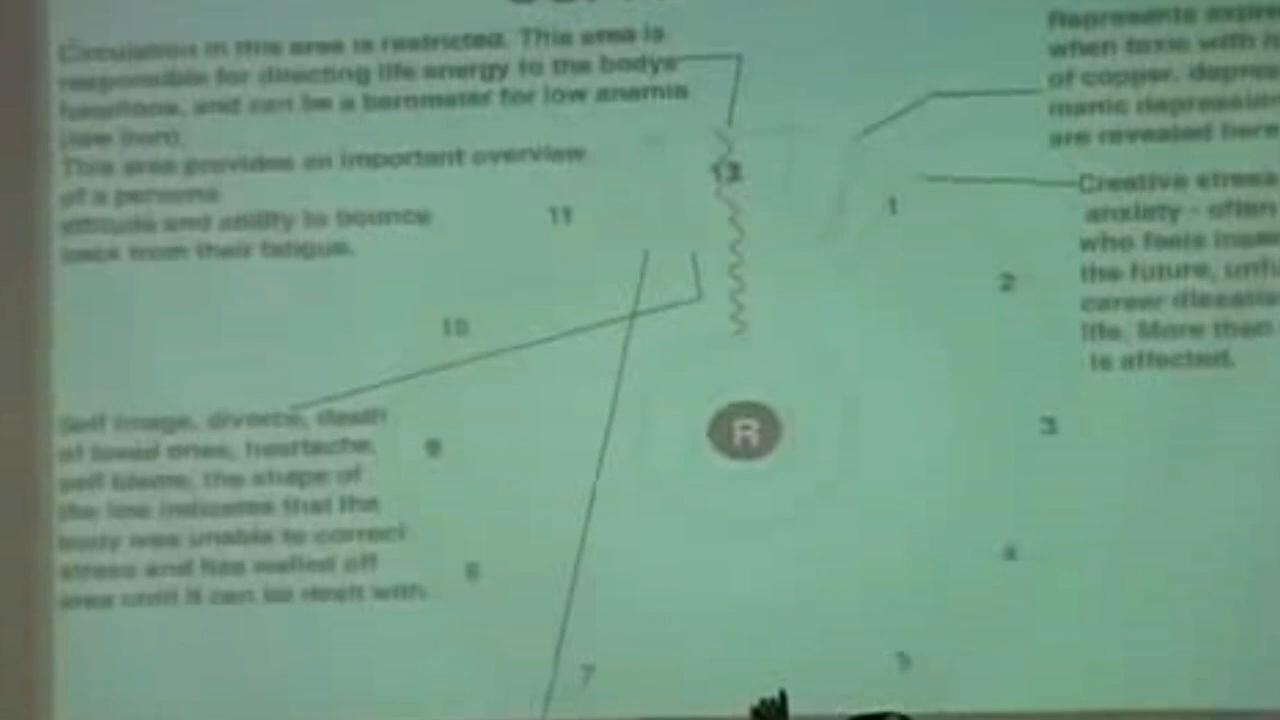 Circulation in this area is restricted. This area is
responsible for directing life energy to the bodys
functions, and can be a barometer for low anemia
(low iron).
This area provides an important overview
of a persons
attitude and ability to bounce
back from their fatigue.
Represents
when toxic with
of copper,
manic depression
are revealed here
Creative stress
anxiety - often
who feels
the future,
career
life. More than
is affected.
13
11
1
2
10
R
3
9
Self image, divorce, death
of loved ones, heartache,
self blame, the shape of
the line indicates that the
body was unable to correct
stress and has walled off
area until it can be dealt with.
8
4
7
5